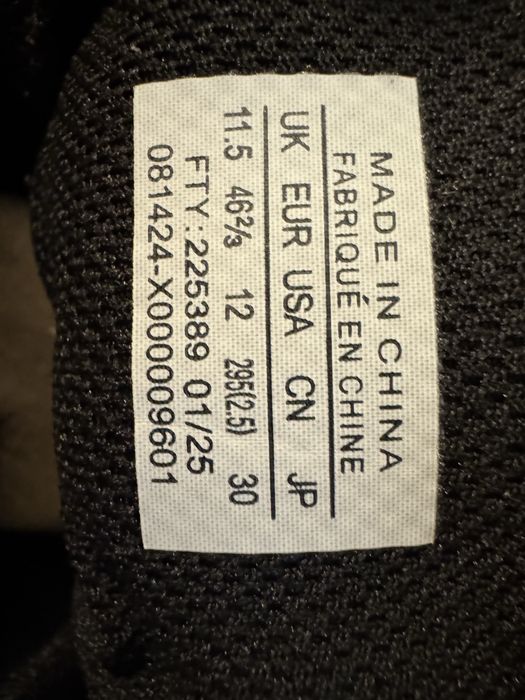 MADE IN CHINA
FABRIQUÉ EN CHINE
UK EUR USA CN JP
11.5 46⅔ 12 295(2.5) 30
FTY:225389 01/25
081424-X000009601